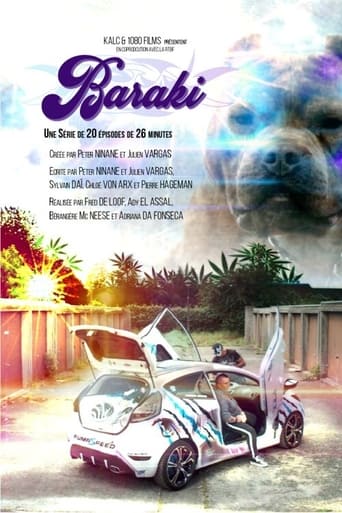 KALC & 1080 FILMS PRÉSENTENT
EN COPRODUCTION AVEC LA RTBF
Baraki
UNE SÉRIE DE 20 ÉPISODES DE 26 MINUTES
CRÉÉE PAR PETER NINANE ET JULIEN VARGAS
ECRITE PAR PETER NINANE ET JULIEN VARGAS,
SYLVAIN DAÏ, CHLOÉ VON ARX ET PIERRE HAGEMAN
RÉALISÉE PAR FRED DE LOOF, ADY EL ASSAL,
BÉRANGÈRE MC NEESE ET ADRIANA DA FONSECA